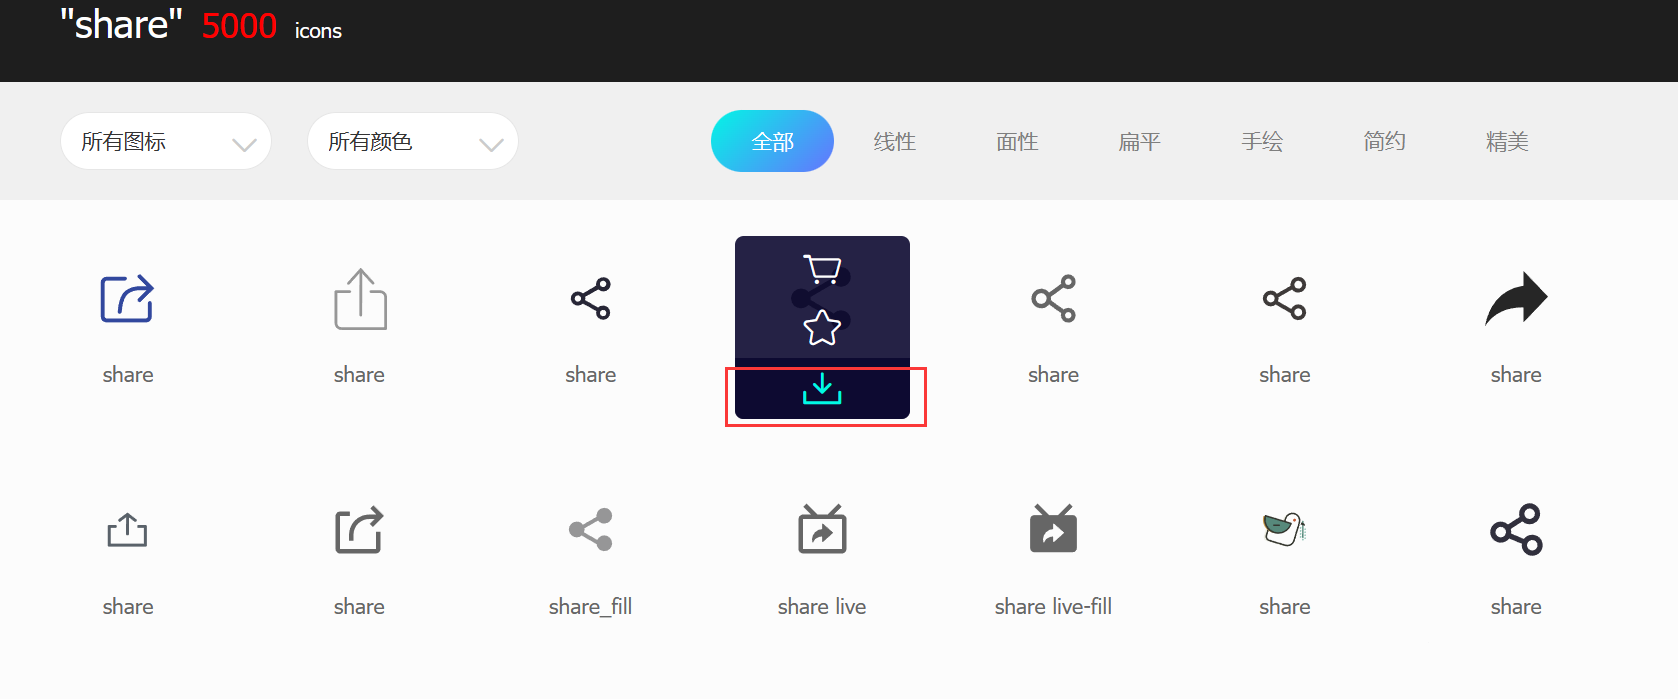 "share" 5000 icons
所有图标 所有颜色 全部 线性 面性 扁平 手绘 简约 精美
share share share share share share
share share share_fill share live share live-fill share share